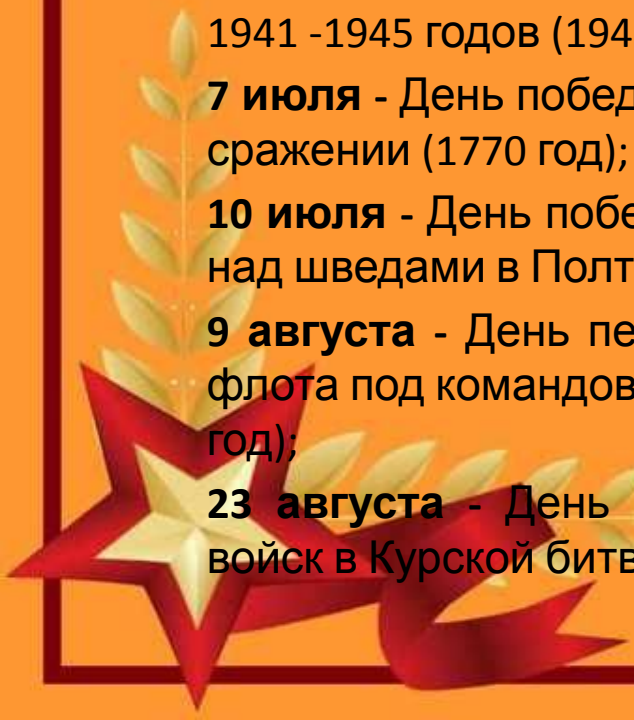 1941 -1945 годов (194
7 июля - День побед
сражении (1770 год);
10 июля - День побе
над шведами в Полт
9 августа - День пе
флота под командов
год);
23 августа - День
войск в Курской битв